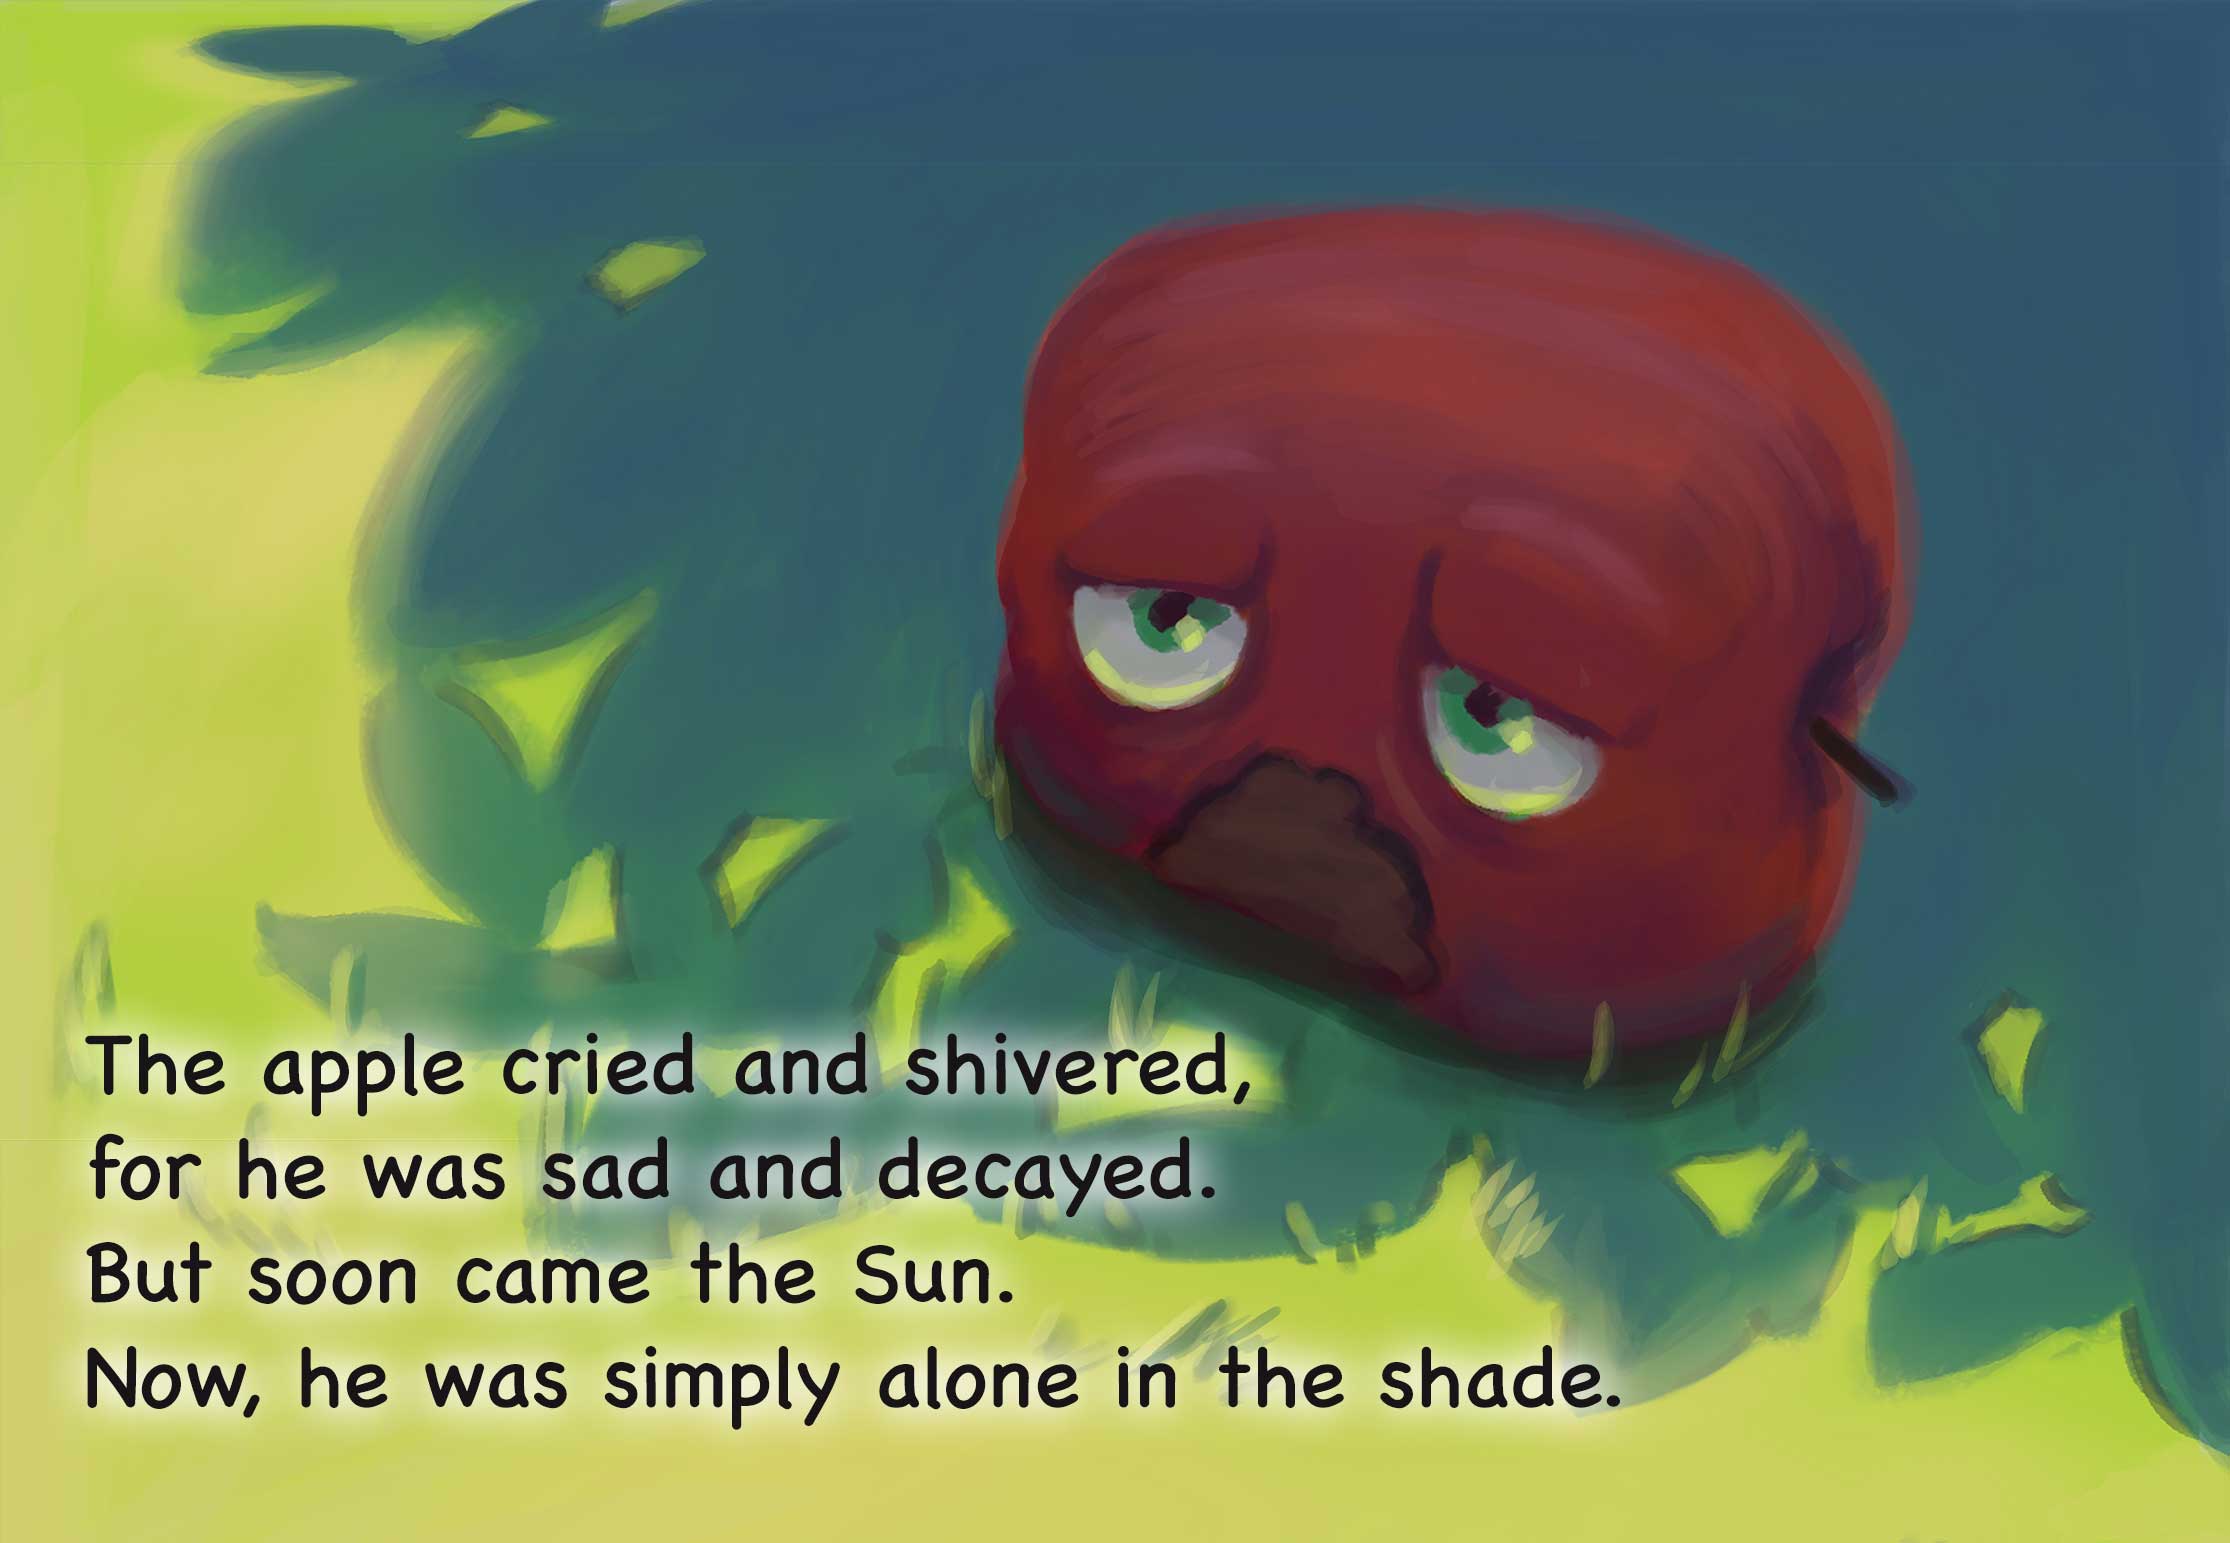 The apple cried and shivered,
for he was sad and decayed.
But soon came the Sun.
Now, he was simply alone in the shade.